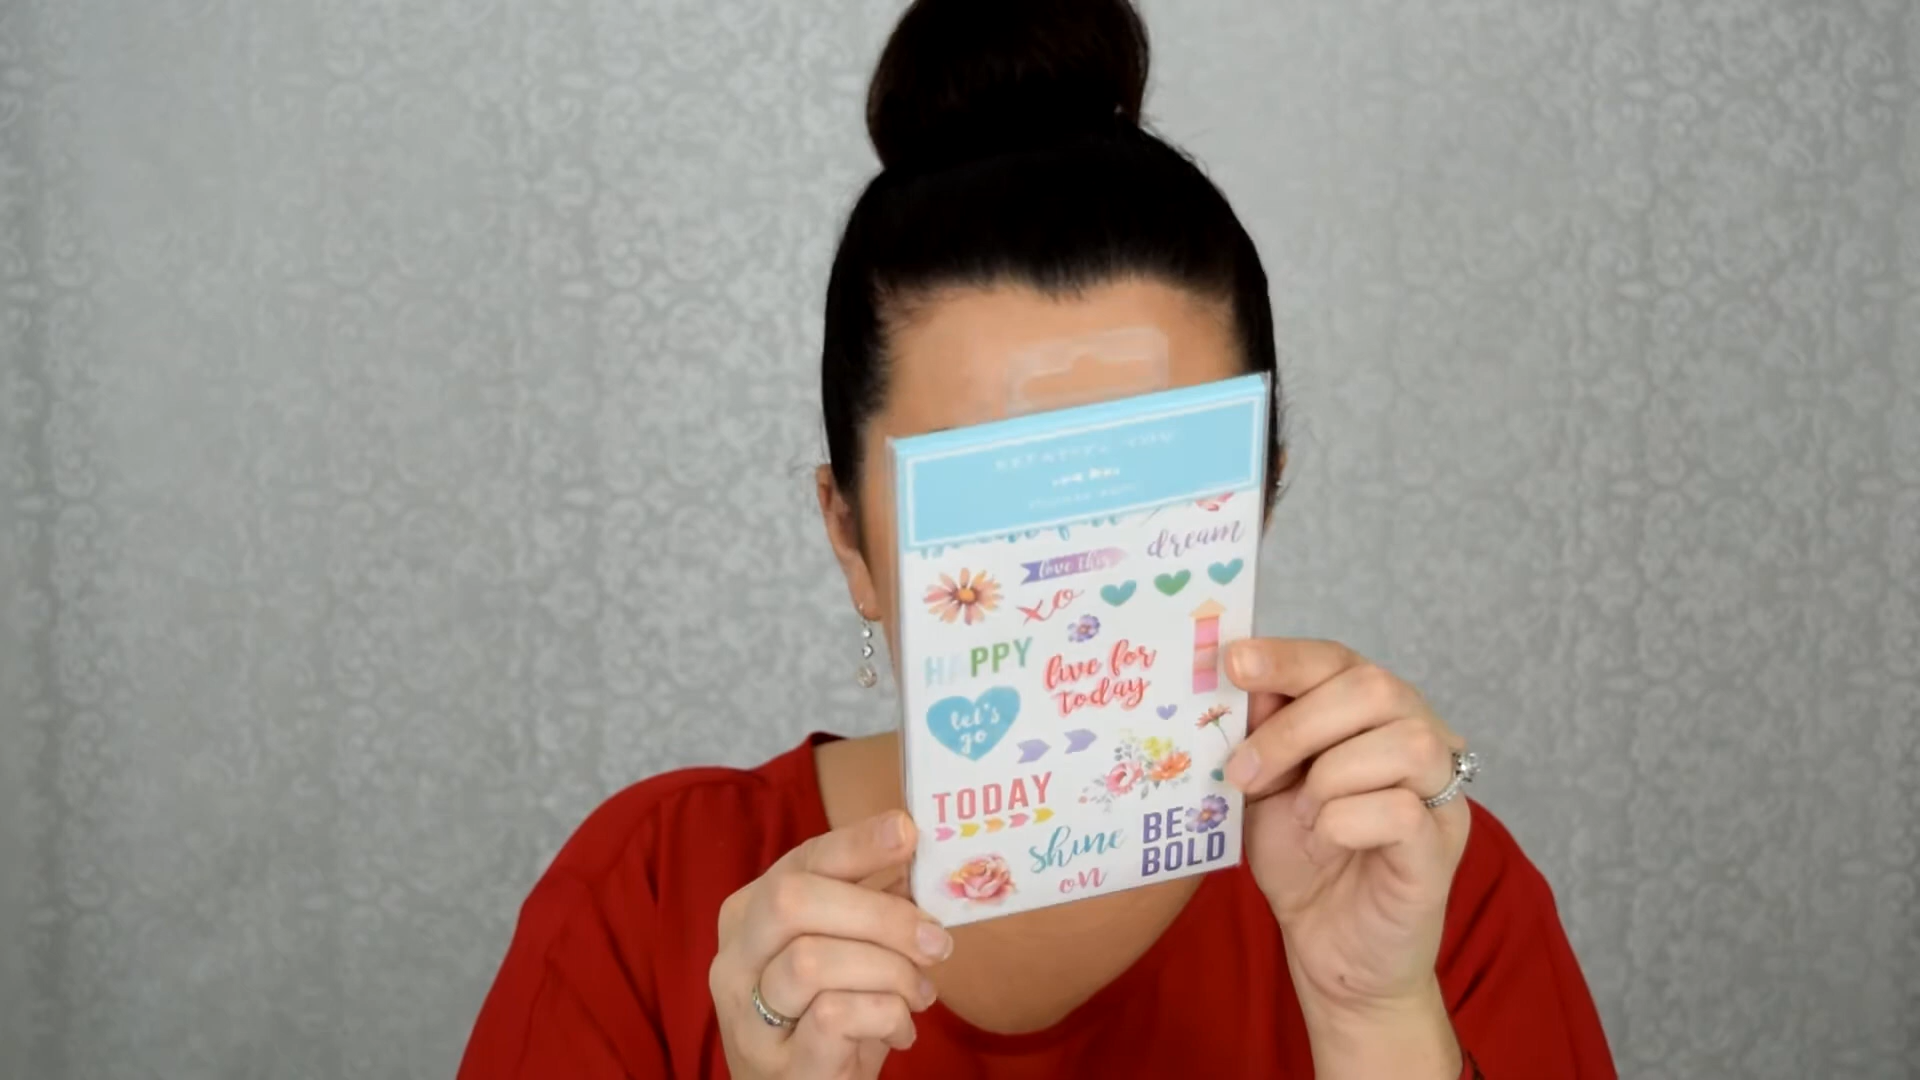 dream
love this
xo
HAPPY
live for
today
let's
go
TODAY
shine
on
BE
BOLD